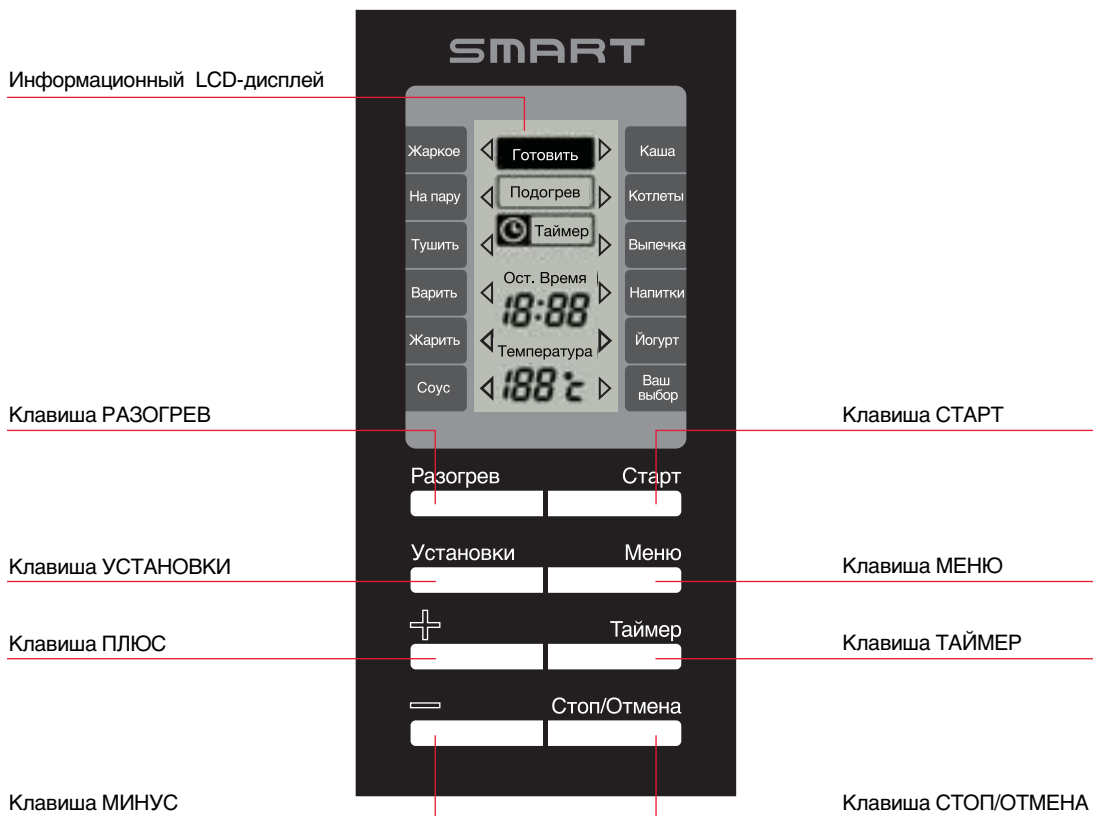 SMART
Информационный LCD-дисплей
Жаркое
Готовить
Каша
На пару
Подогрев
Котлеты
Тушить
Таймер
Выпечка
Варить
Ост. Время
18:88
Напитки
Жарить
Температура
Йогурт
Соус
188 °c
Ваш
выбор
Клавиша РАЗОГРЕВ
Клавиша СТАРТ
Разогрев
Старт
Установки
Меню
Клавиша УСТАНОВКИ
Клавиша МЕНЮ
Таймер
Клавиша ПЛЮС
Клавиша ТАЙМЕР
Стоп/Отмена
Клавиша МИНУС
Клавиша СТОП/ОТМЕНА